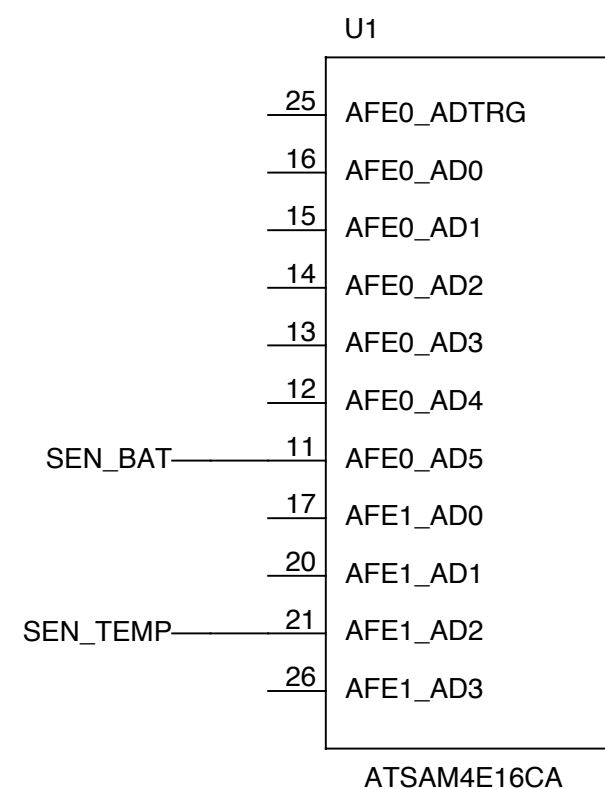 U1
25 AFE0_ADTRG
16 AFE0_AD0
15 AFE0_AD1
14 AFE0_AD2
13 AFE0_AD3
12 AFE0_AD4
SEN_BAT 11 AFE0_AD5
17 AFE1_AD0
20 AFE1_AD1
SEN_TEMP 21 AFE1_AD2
26 AFE1_AD3
ATSAM4E16CA